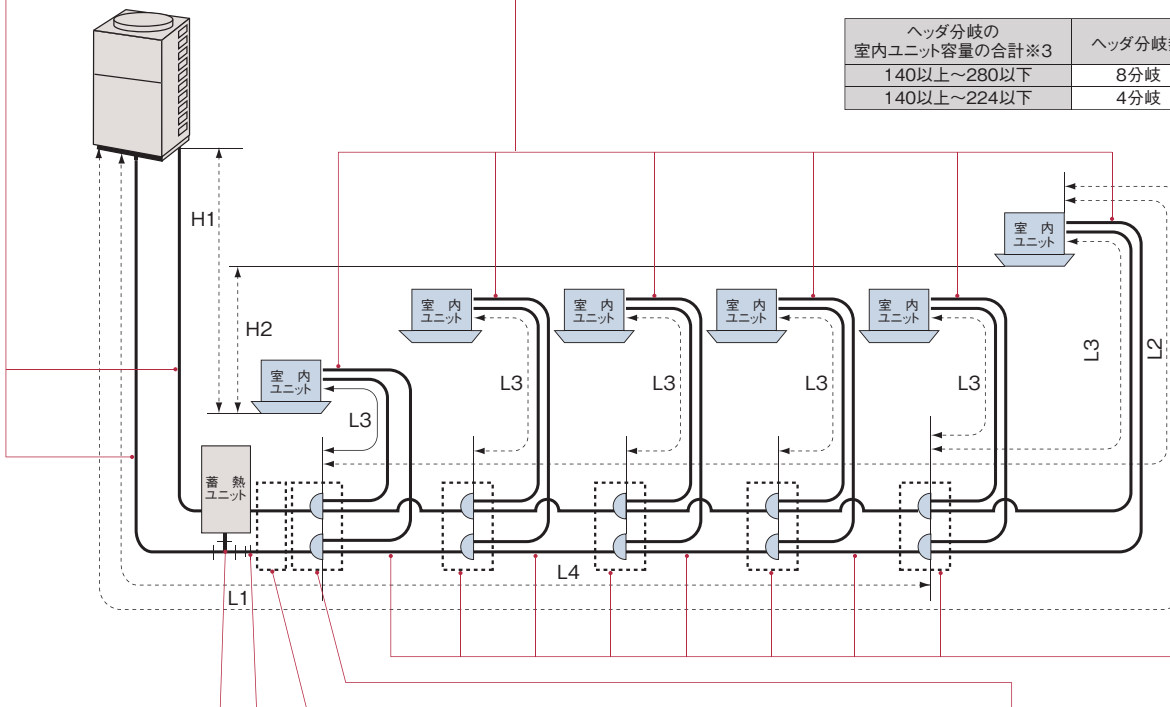 ヘッダ分岐の
室内ユニット容量の合計※3
ヘッダ分岐
140以上～280以下
8分岐
140以上～224以下
4分岐
H1
室 内
ユニット
室 内
ユニット
室 内
ユニット
室 内
ユニット
室 内
ユニット
H2
L3
L2
室 内
ユニット
L3
L3
L3
L3
L3
蓄 熱
ユニット
L4
L1